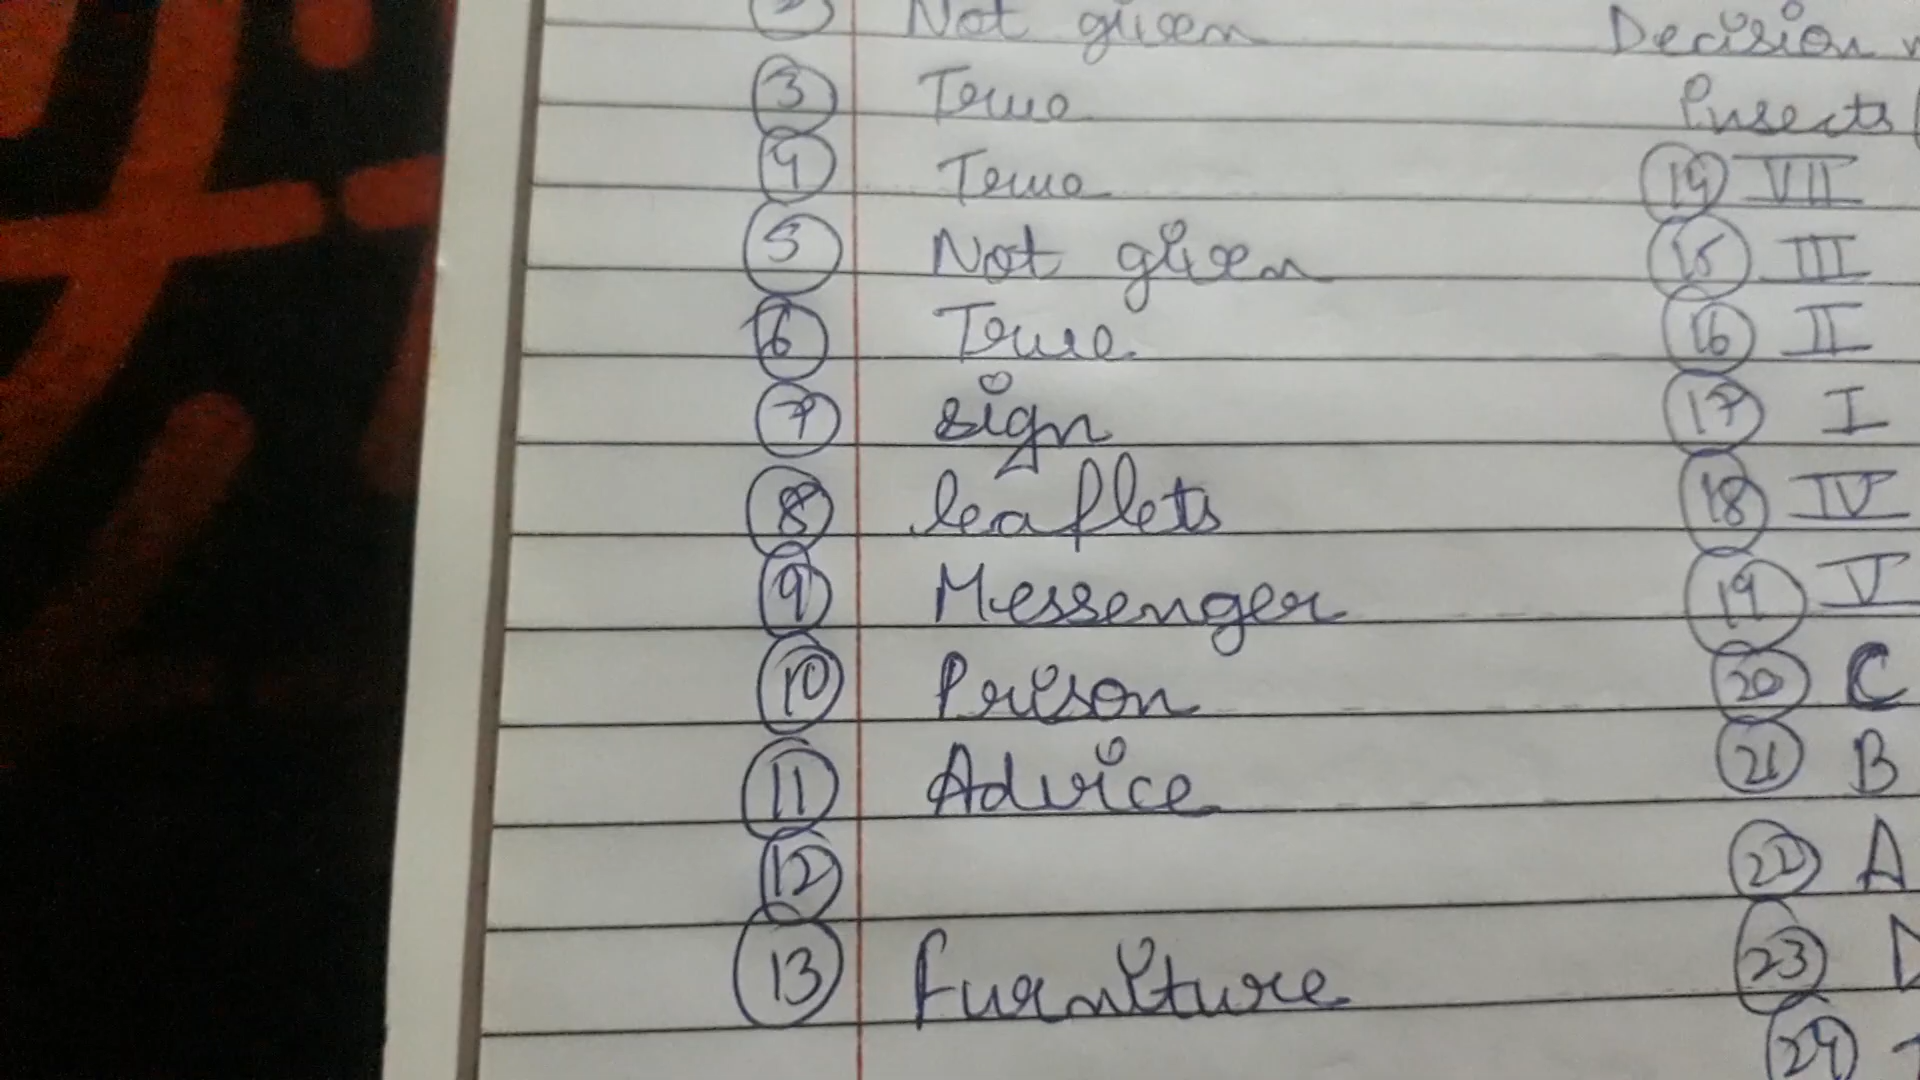 2 Not given
3 True
4 True
5 Not given
6 True
7 sign
8 leaflets
9 Messenger
10 Prison
11 Advice
12
13 Furniture
Decision
Insects
14 VII
15 III
16 II
17 I
18 IV
19 V
20 C
21 B
22 A
23 D
24